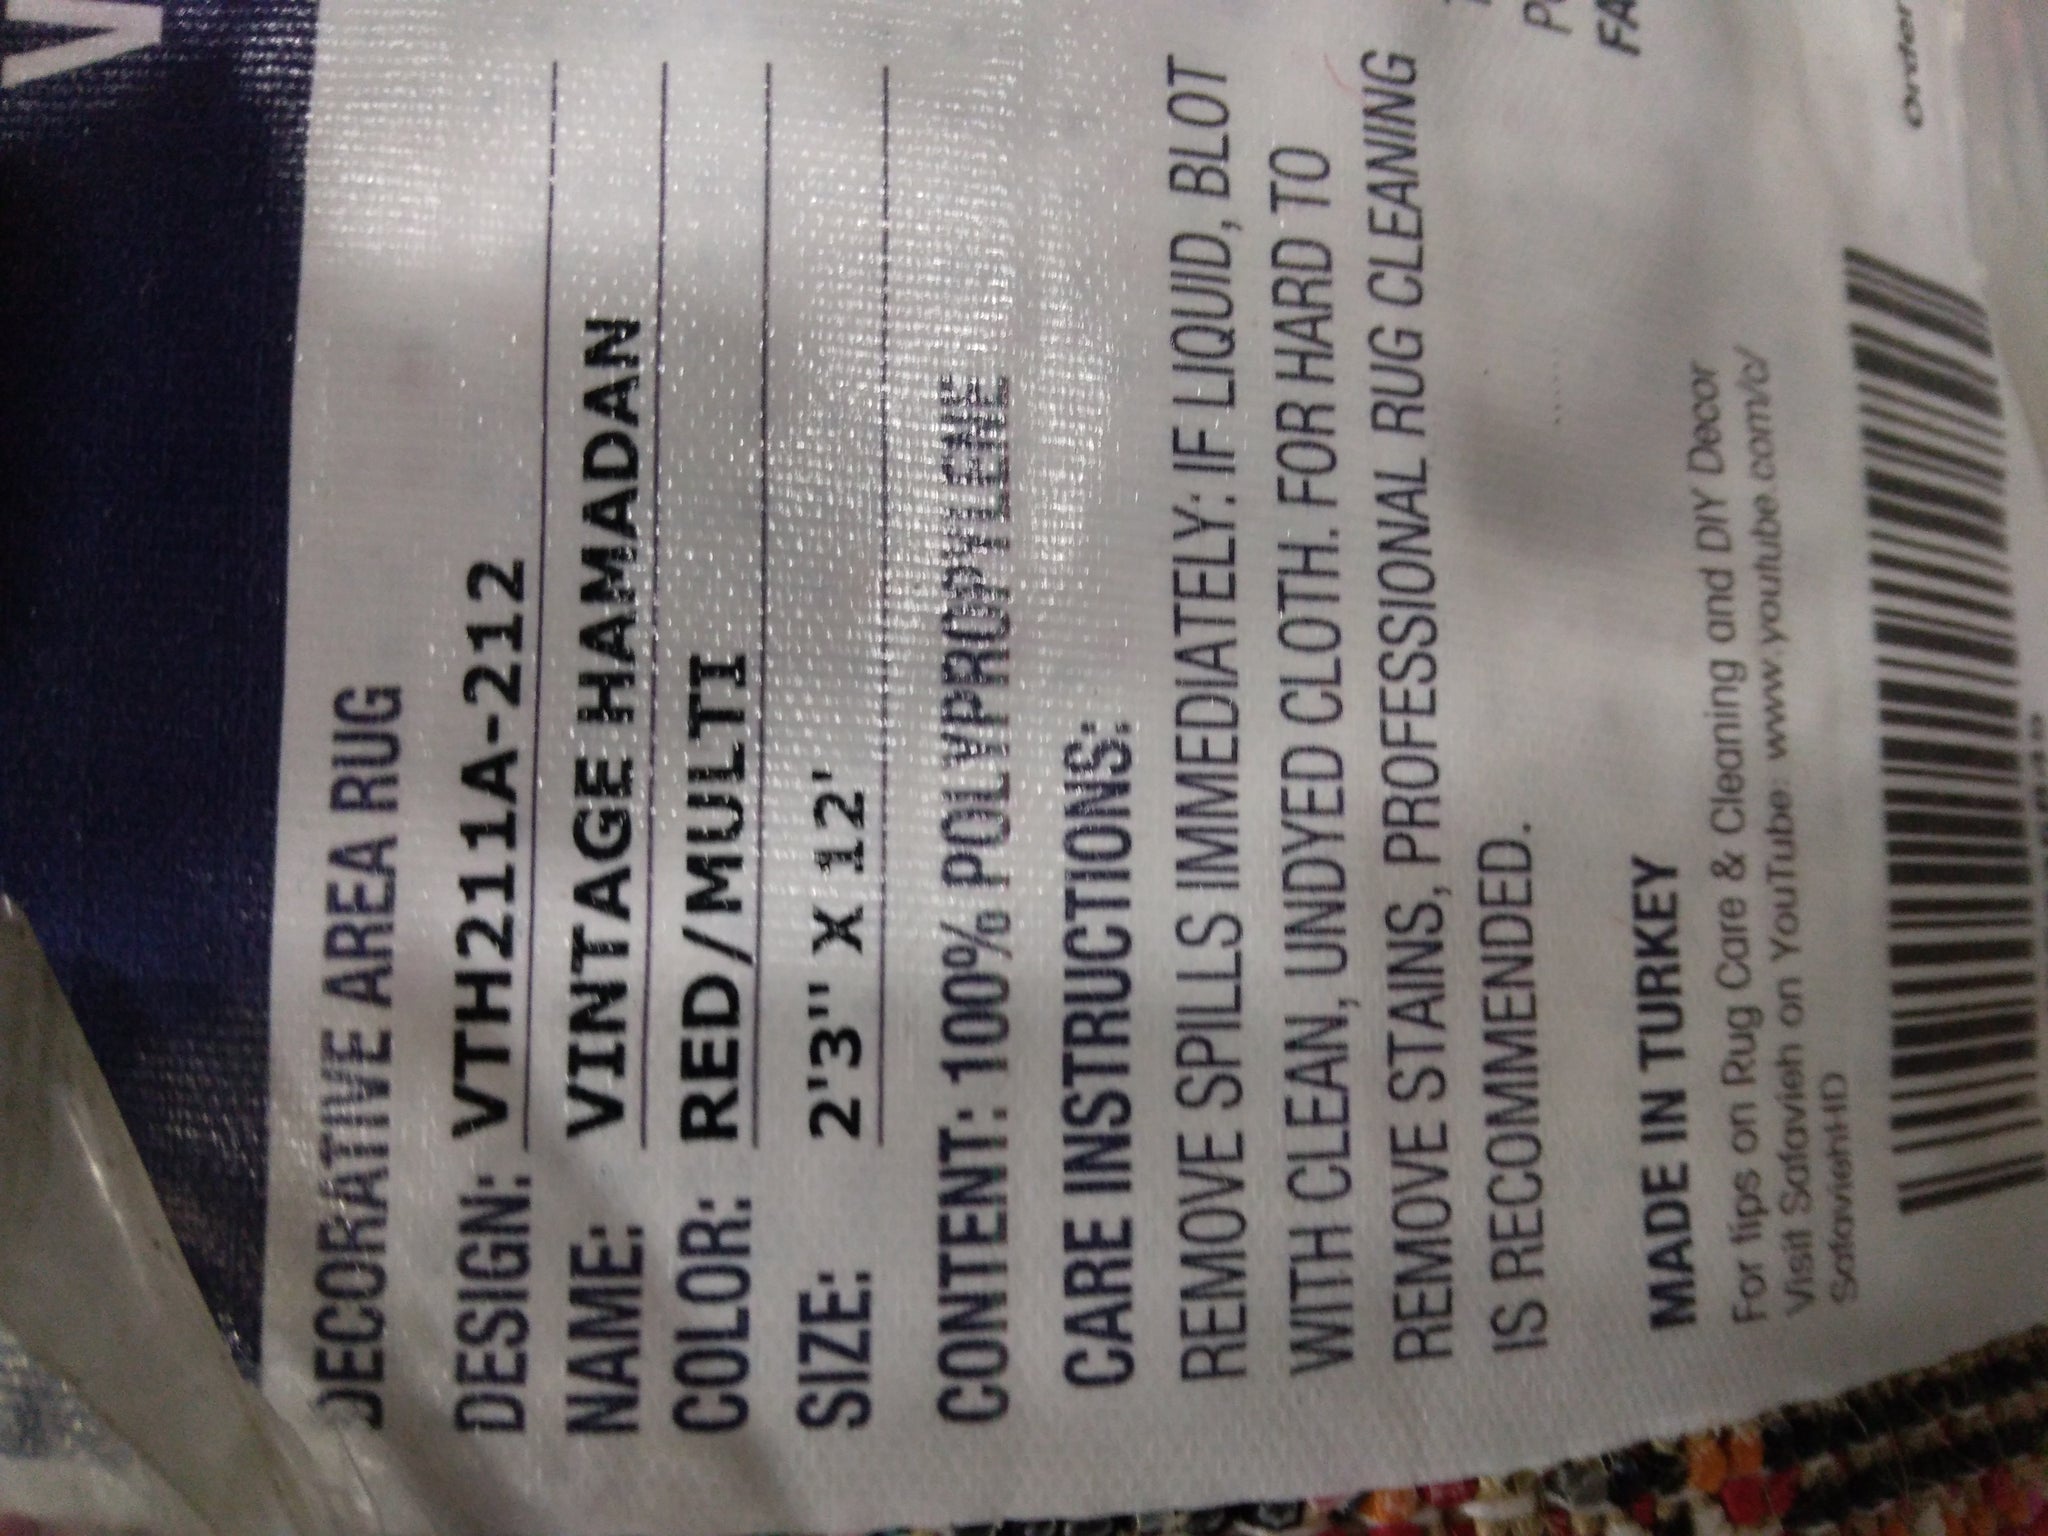 DECORATIVE AREA RUG
DESIGN: VTH211A-212
NAME: VINTAGE HAMADAN
COLOR: RED/MULTI
SIZE: 2'3" X 12'
CONTENT: 100% POLYPROPYLENE
CARE INSTRUCTIONS:
REMOVE SPILLS IMMEDIATELY: IF LIQUID, BLOT
WITH CLEAN, UNDYED CLOTH. FOR HARD TO
REMOVE STAINS, PROFESSIONAL RUG CLEANING
IS RECOMMENDED.
MADE IN TURKEY
For tips on Rug Care & Cleaning and DIY Decor
Visit Safavieh on YouTube: www.youtube.com/c/
SafaviehHD
Order